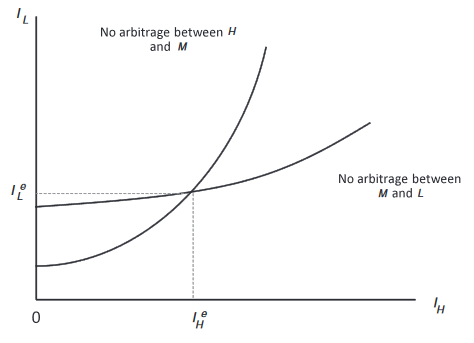 I_L
No arbitrage between H
and M
I_L^e
No arbitrage between
M and L
I_H
0
I_H^e